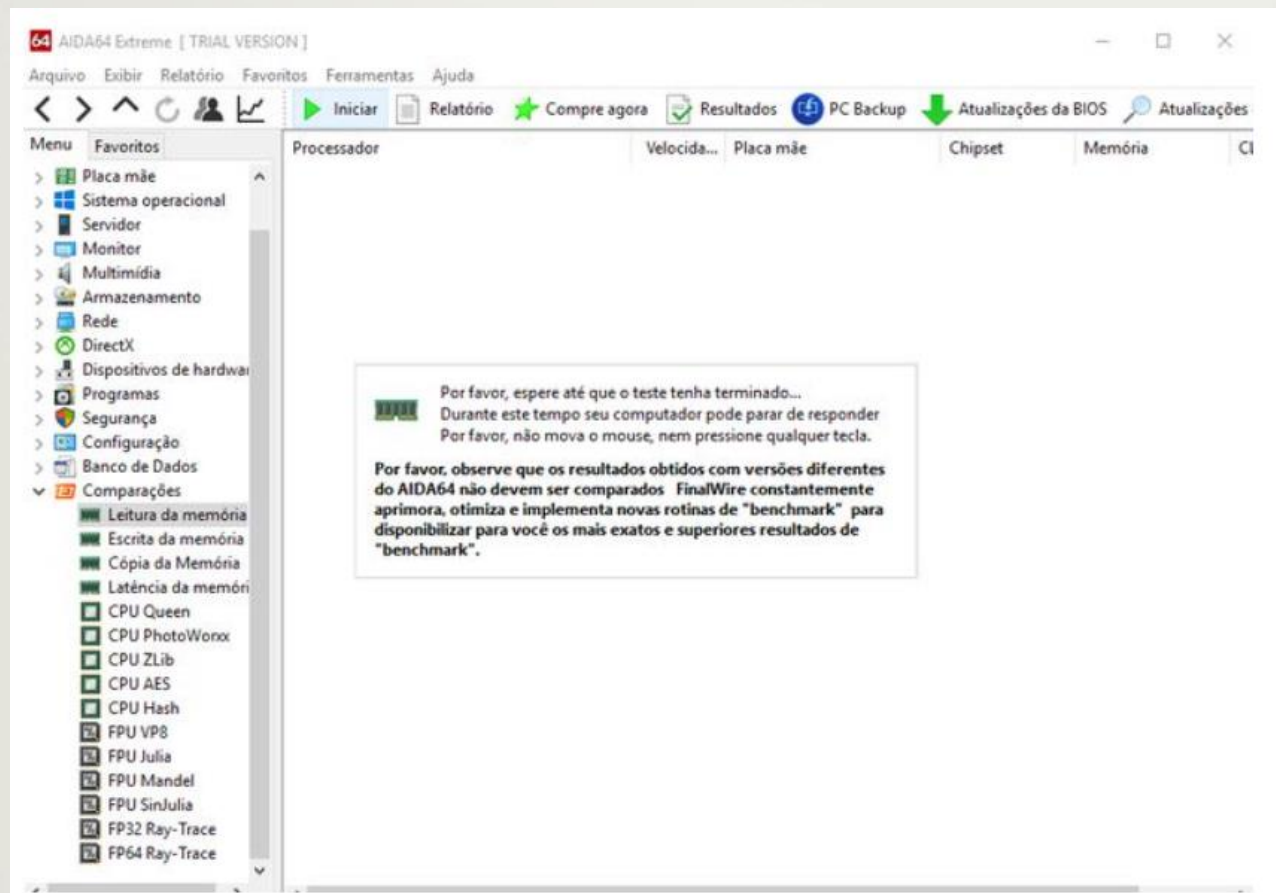 64 AIDA64 Extreme [ TRIAL VERSION ]
Arquivo Exibir Relatório Favoritos Ferramentas Ajuda
Iniciar Relatório Compre agora Resultados PC Backup Atualizações da BIOS Atualizações
Menu Favoritos
Processador Velocida... Placa mãe Chipset Memória Cl
Placa mãe
Sistema operacional
Servidor
Monitor
Multimídia
Armazenamento
Rede
DirectX
Dispositivos de hardwar
Programas
Segurança
Configuração
Banco de Dados
Comparações
Leitura da memória
Escrita da memória
Cópia da Memória
Latência da memóri
CPU Queen
CPU PhotoWorxx
CPU ZLib
CPU AES
CPU Hash
FPU VP8
FPU Julia
FPU Mandel
FPU SinJulia
FP32 Ray-Trace
FP64 Ray-Trace
Por favor, espere até que o teste tenha terminado...
Durante este tempo seu computador pode parar de responder
Por favor, não mova o mouse, nem pressione qualquer tecla.
Por favor, observe que os resultados obtidos com versões diferentes
do AIDA64 não devem ser comparados FinalWire constantemente
aprimora, otimiza e implementa novas rotinas de "benchmark" para
disponibilizar para você os mais exatos e superiores resultados de
"benchmark".